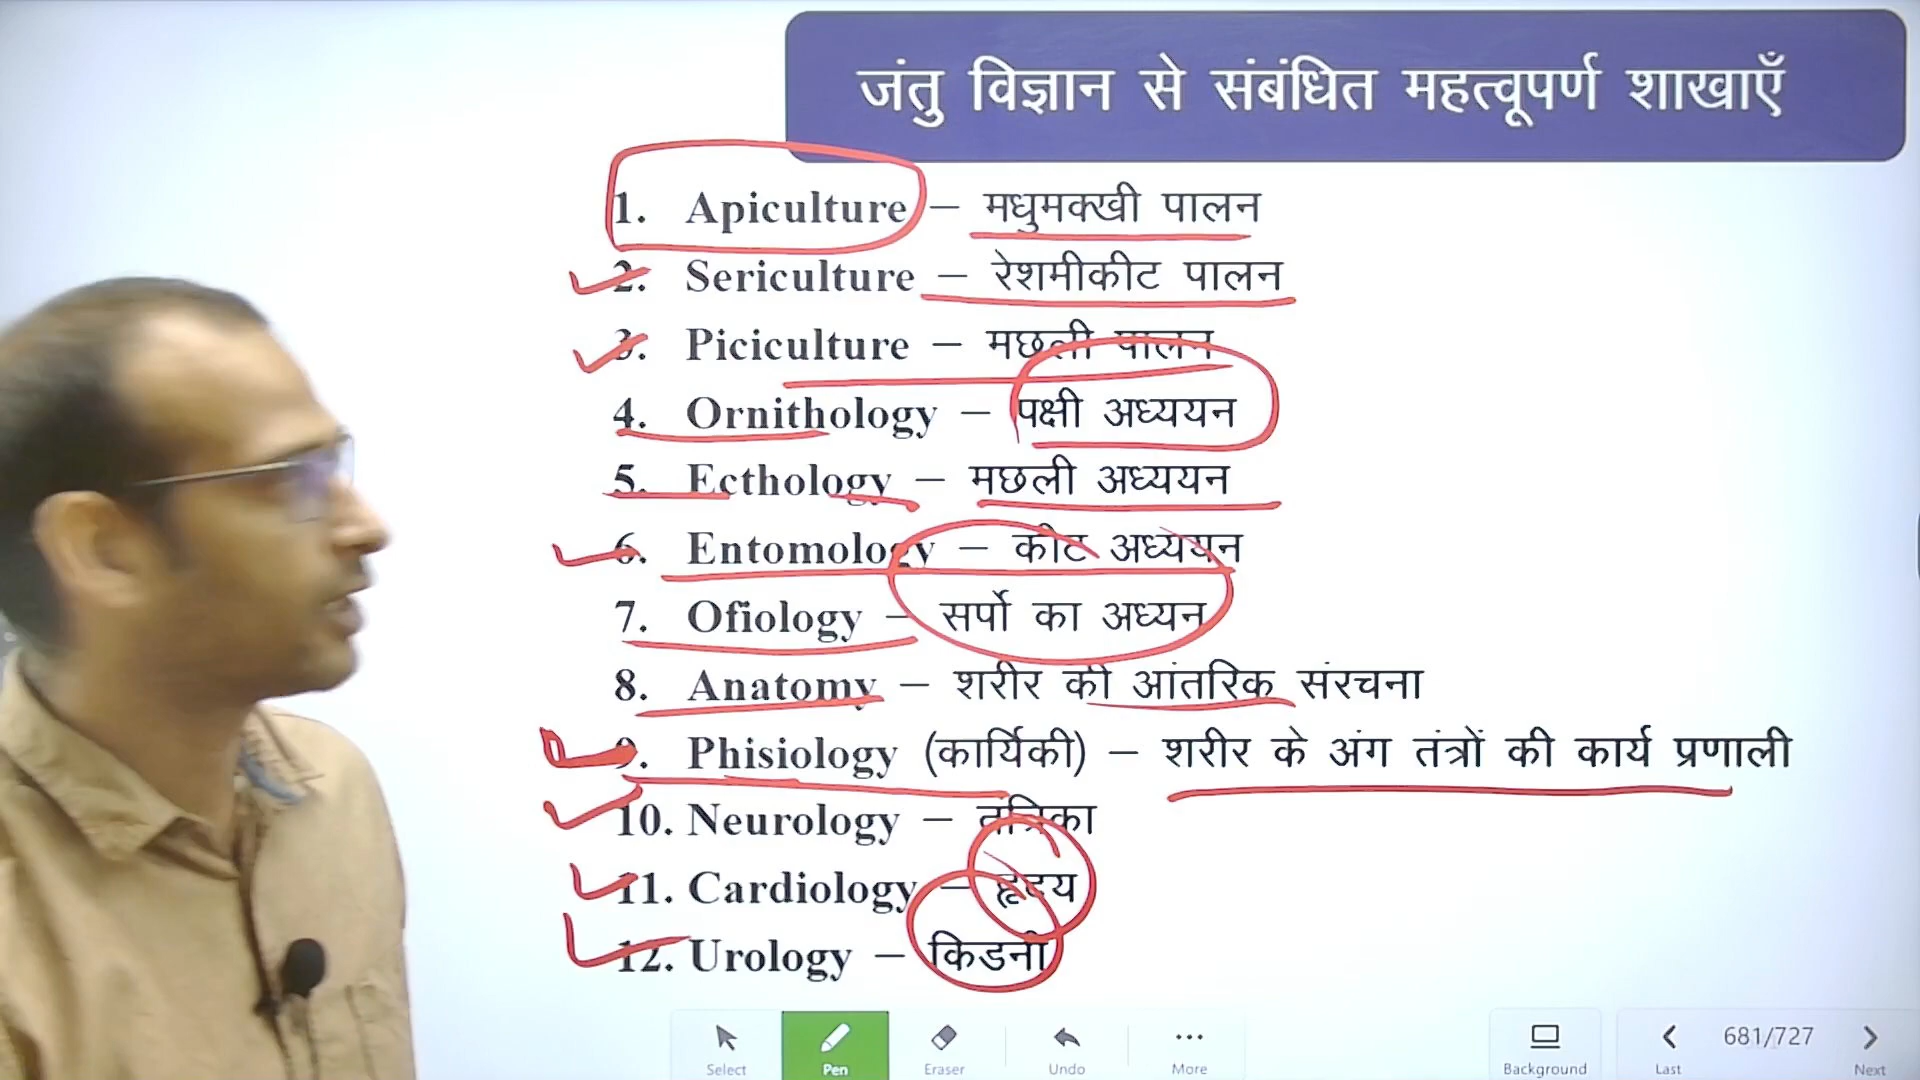 जंतु विज्ञान से संबंधित महत्वूपर्ण शाखाएँ
1. Apiculture – मधुमक्खी पालन
2. Sericulture – रेशमीकीट पालन
3. Piciculture – मछली पालन
4. Ornithology – पक्षी अध्ययन
5. Ecthology – मछली अध्ययन
6. Entomology – कीट अध्ययन
7. Ofiology – सर्पो का अध्यन
8. Anatomy – शरीर की आंतरिक संरचना
9. Phisiology (कार्यिकी) – शरीर के अंग तंत्रों की कार्य प्रणाली
10. Neurology – तंत्रिका
11. Cardiology – हृदय
12. Urology – किडनी
Select Pen Eraser Undo More Background Last 681/727 Next